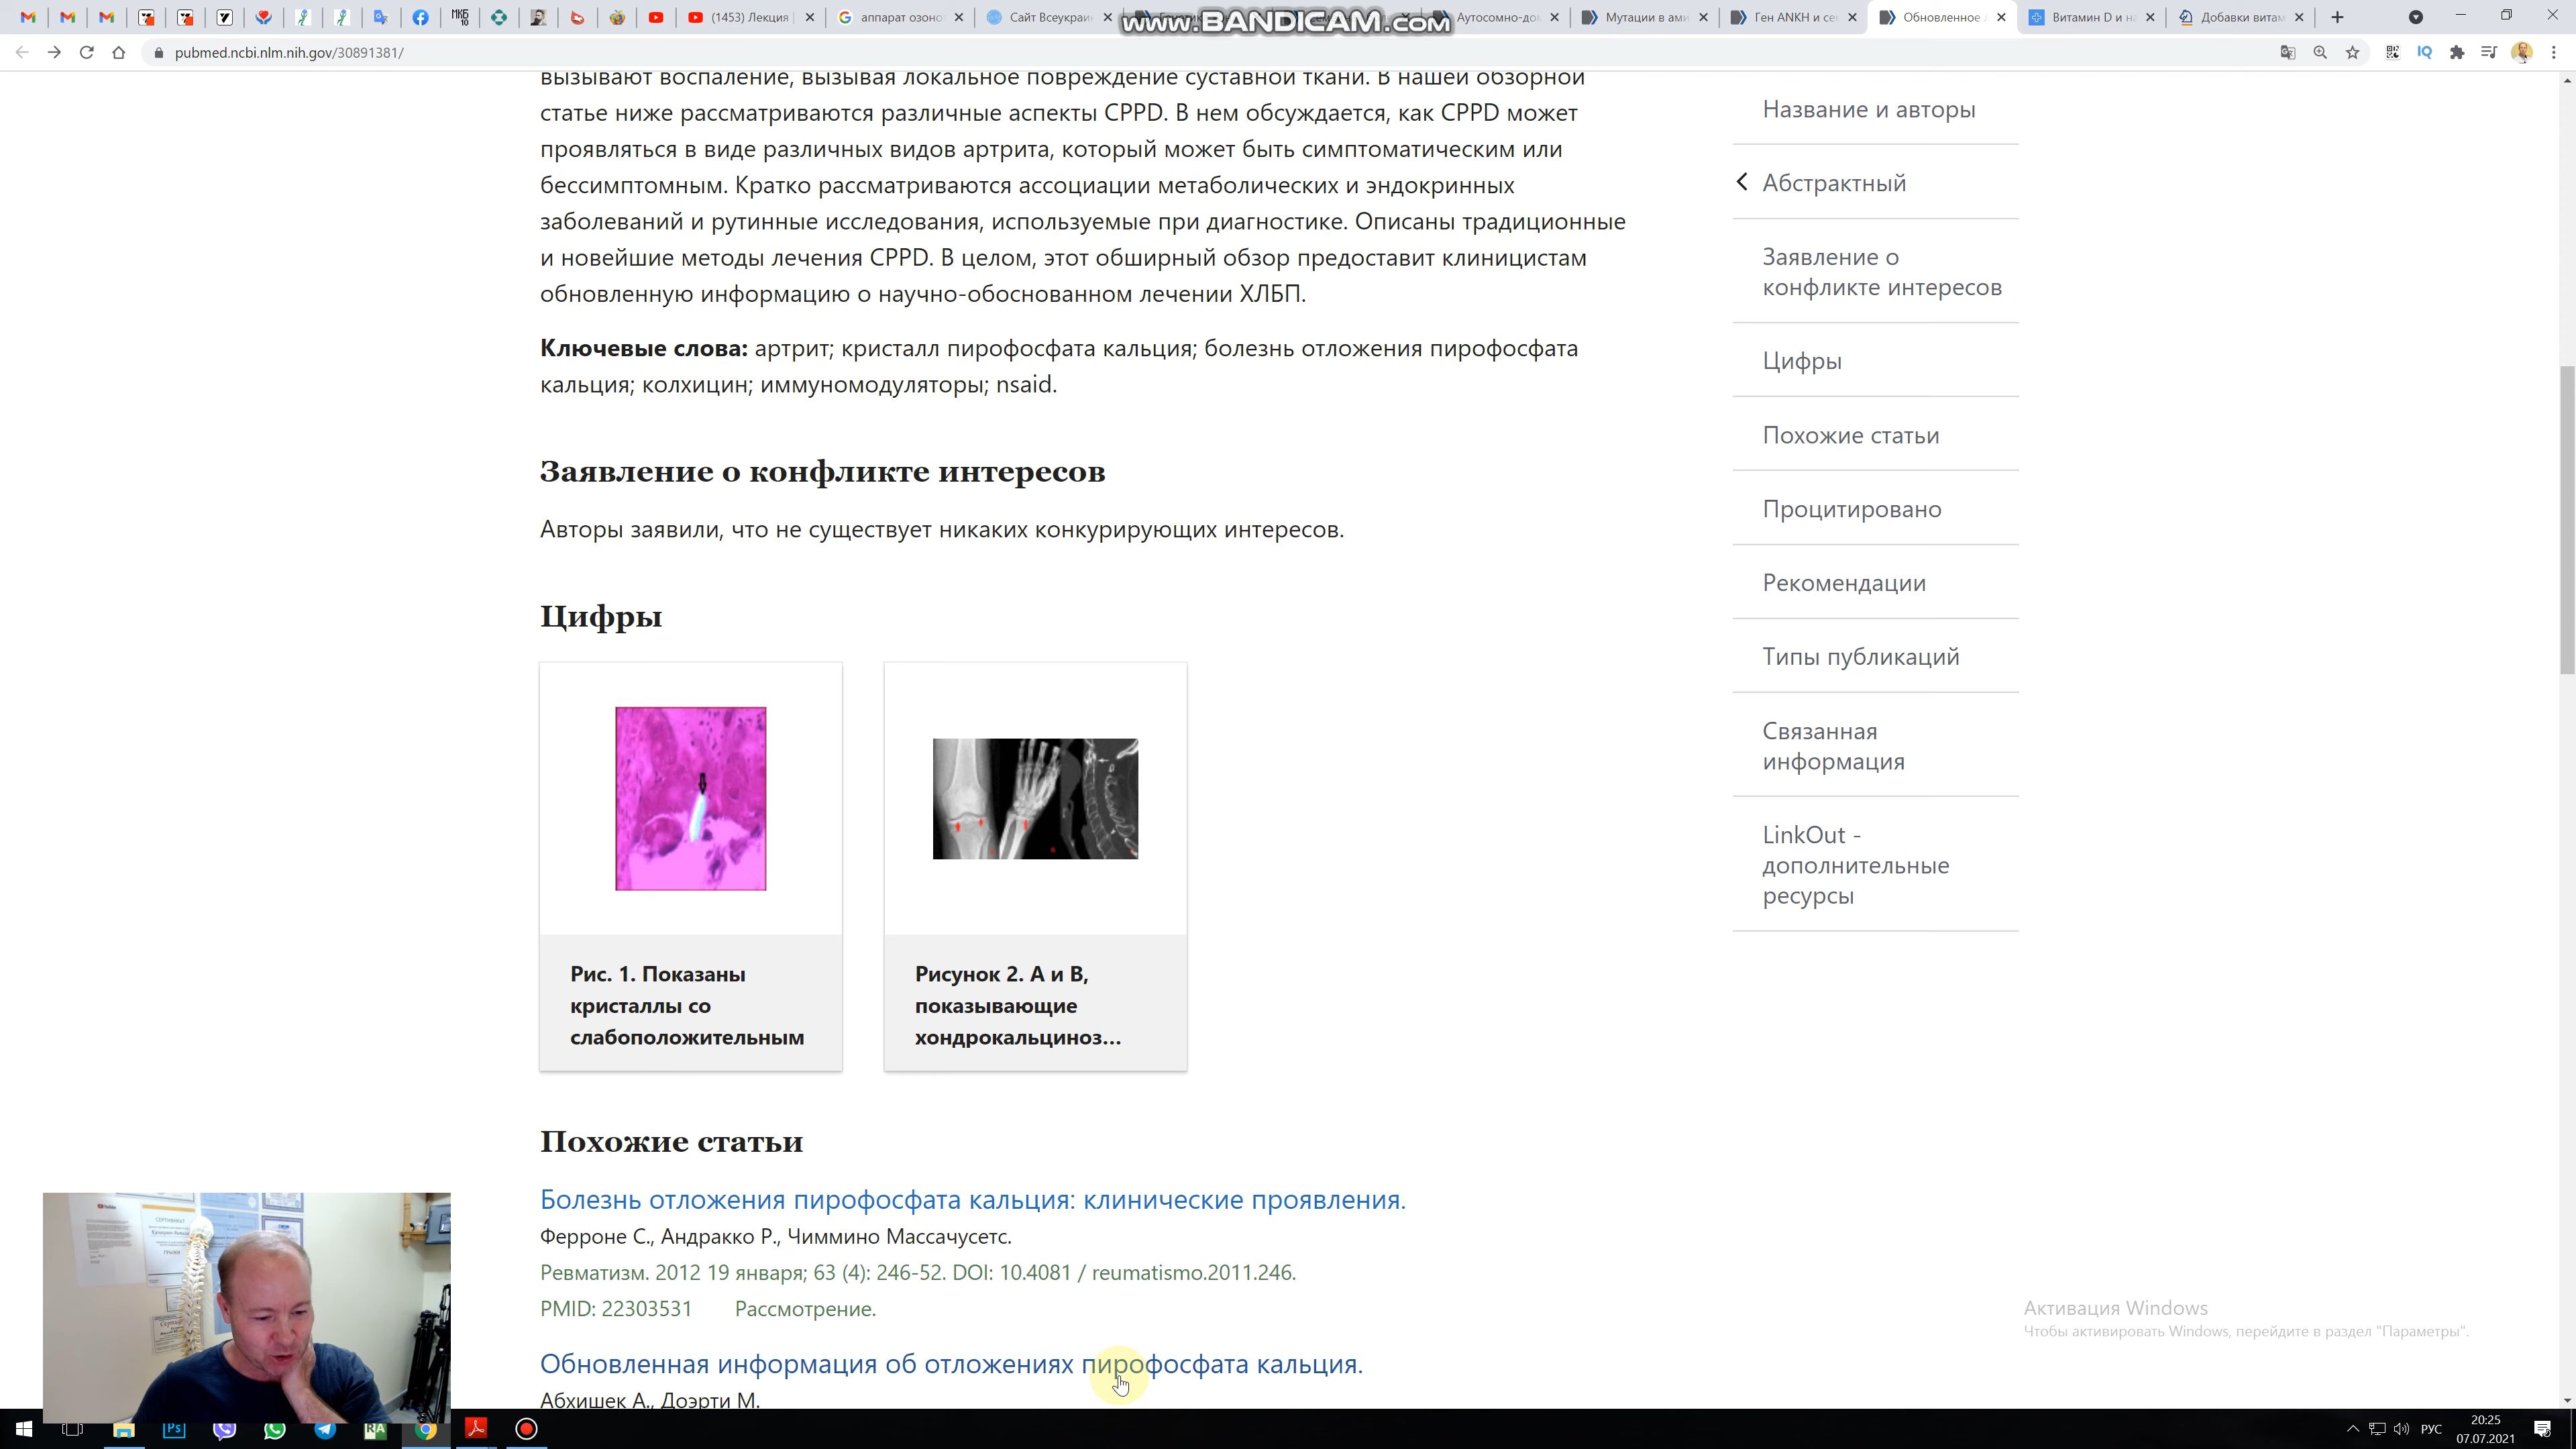 (1453) Лекция
аппарат озоно
Сайт Всеукраи
www.BANDICAM.com
Аутосомно-до
Мутации в ами
Ген ANKH и се
Обновленное
Витамин D и
Добавки витам
МКБ
10
pubmed.ncbi.nlm.nih.gov/30891381/
вызывают воспаление, вызывая локальное повреждение суставной ткани. В нашей обзорной
статье ниже рассматриваются различные аспекты CPPD. В нем обсуждается, как CPPD может
проявляться в виде различных видов артрита, который может быть симптоматическим или
бессимптомным. Кратко рассматриваются ассоциации метаболических и эндокринных
заболеваний и рутинные исследования, используемые при диагностике. Описаны традиционные
и новейшие методы лечения CPPD. В целом, этот обширный обзор предоставит клиницистам
обновленную информацию о научно-обоснованном лечении ХЛБП.
Ключевые слова: артрит; кристалл пирофосфата кальция; болезнь отложения пирофосфата
кальция; колхицин; иммуномодуляторы; nsaid.
Заявление о конфликте интересов
Авторы заявили, что не существует никаких конкурирующих интересов.
Цифры
Рис. 1. Показаны
кристаллы со
слабоположительным
Рисунок 2. А и В,
показывающие
хондрокальциноз...
Похожие статьи
Болезнь отложения пирофосфата кальция: клинические проявления.
Ферроне С., Андракко Р., Чиммино Массачусетс.
Ревматизм. 2012 19 января; 63 (4): 246-52. DOI: 10.4081 / reumatismo.2011.246.
PMID: 22303531 Рассмотрение.
Обновленная информация об отложениях пирофосфата кальция.
Абхишек А., Доэрти М.
Название и авторы
Абстрактный
Заявление о
конфликте интересов
Цифры
Похожие статьи
Процитировано
Рекомендации
Типы публикаций
Связанная
информация
LinkOut -
дополнительные
ресурсы
Активация Windows
Чтобы активировать Windows, перейдите в раздел "Параметры".
РУС
20:25
07.07.2021